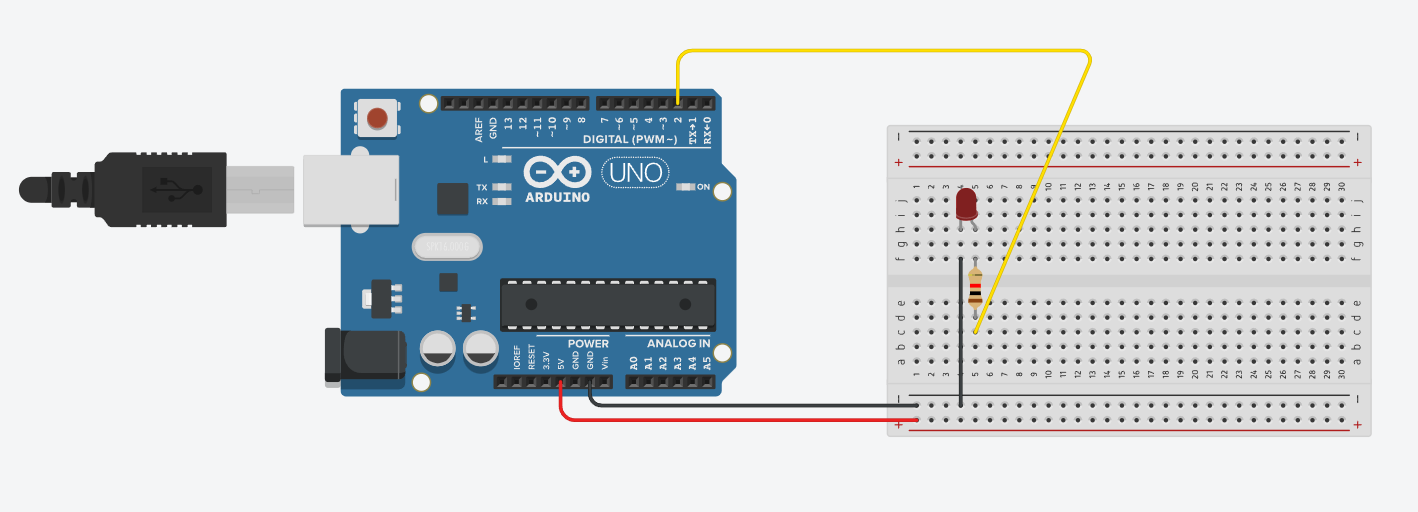 AREF GND 13 12 ~11 ~10 ~9 8 7 ~6 ~5 4 ~3 2 TX→1 RX←0
DIGITAL (PWM~)
L
TX
RX
ARDUINO
UNO
ON
POWER
ANALOG IN
IOREF RESET 3.3V 5V GND GND Vin A0 A1 A2 A3 A4 A5
− −
+ +
1 2 3 4 5 6 7 8 9 10 11 12 13 14 15 16 17 18 19 20 21 22 23 24 25 26 27 28 29 30
j j
i i
h h
g g
f f
e e
d d
c c
b b
a a
1 2 3 4 5 6 7 8 9 10 11 12 13 14 15 16 17 18 19 20 21 22 23 24 25 26 27 28 29 30
− −
+ +